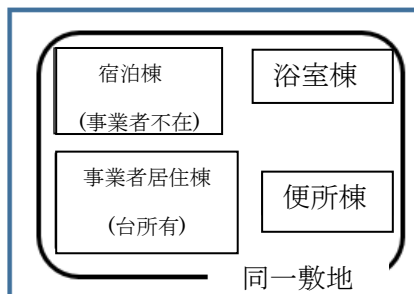 宿泊棟
(事業者不在)
浴室棟
事業者居住棟
(台所有)
便所棟
同一敷地